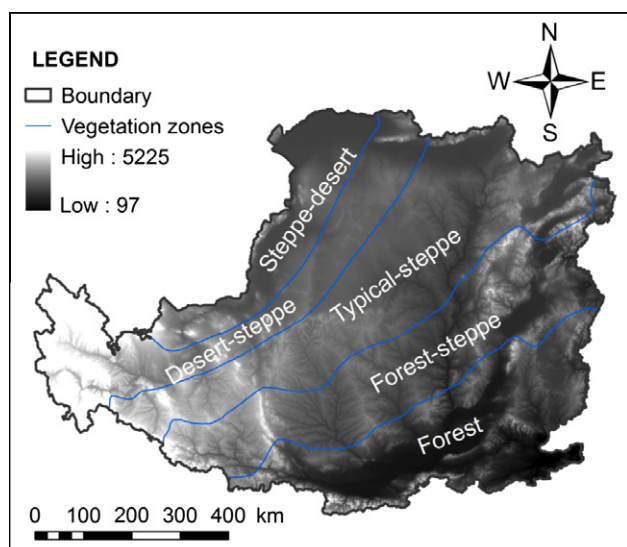 LEGEND
Boundary
Vegetation zones
High : 5225
Low : 97
N
W
E
S
Steppe-desert
Desert-steppe
Typical-steppe
Forest-steppe
Forest
0 100 200 300 400 km